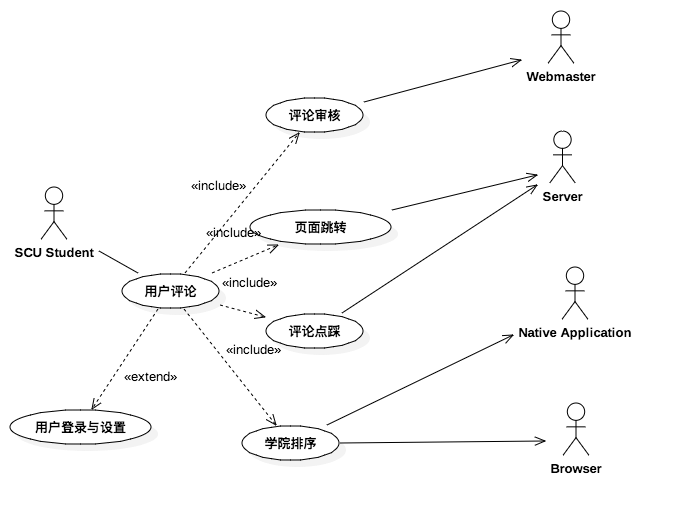 Webmaster
评论审核
«include»
Server
页面跳转
«include»
SCU Student
用户评论
«include»
评论点踩
Native Application
«include»
«extend»
用户登录与设置
学院排序
Browser